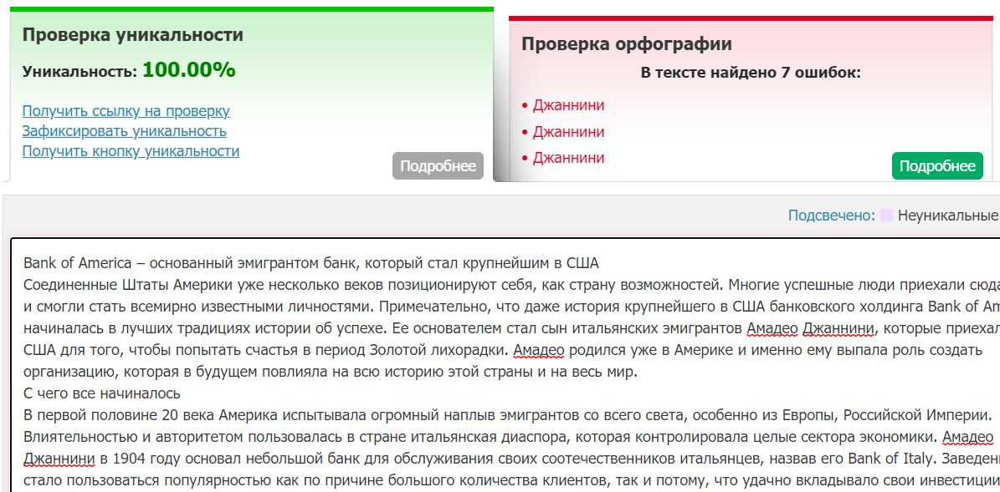 Проверка уникальности
Уникальность: 100.00%
Получить ссылку на проверку
Зафиксировать уникальность
Получить кнопку уникальности
Подробнее
Проверка орфографии
В тексте найдено 7 ошибок:
• Джаннини
• Джаннини
• Джаннини
Подробнее
Подсвечено: Неуникальные
Bank of America – основанный эмигрантом банк, который стал крупнейшим в США
Соединенные Штаты Америки уже несколько веков позиционируют себя, как страну возможностей. Многие успешные люди приехали
и смогли стать всемирно известными личностями. Примечательно, что даже история крупнейшего в США банковского холдинга Bank of
начиналась в лучших традициях истории об успехе. Ее основателем стал сын итальянских эмигрантов Амадео Джаннини, которые
США для того, чтобы попытать счастья в период Золотой лихорадки. Амадео родился уже в Америке и именно ему выпала роль создать
организацию, которая в будущем повлияла на всю историю этой страны и на весь мир.
С чего все начиналось
В первой половине 20 века Америка испытывала огромный наплыв эмигрантов со всего света, особенно из Европы, Российской Империи.
Влиятельностью и авторитетом пользовалась в стране итальянская диаспора, которая контролировала целые сектора экономики. Амадео
Джаннини в 1904 году основал небольшой банк для обслуживания своих соотечественников итальянцев, назвав его Bank of Italy.
стало пользоваться популярностью как по причине большого количества клиентов, так и потому, что удачно вкладывало свои инвестиции